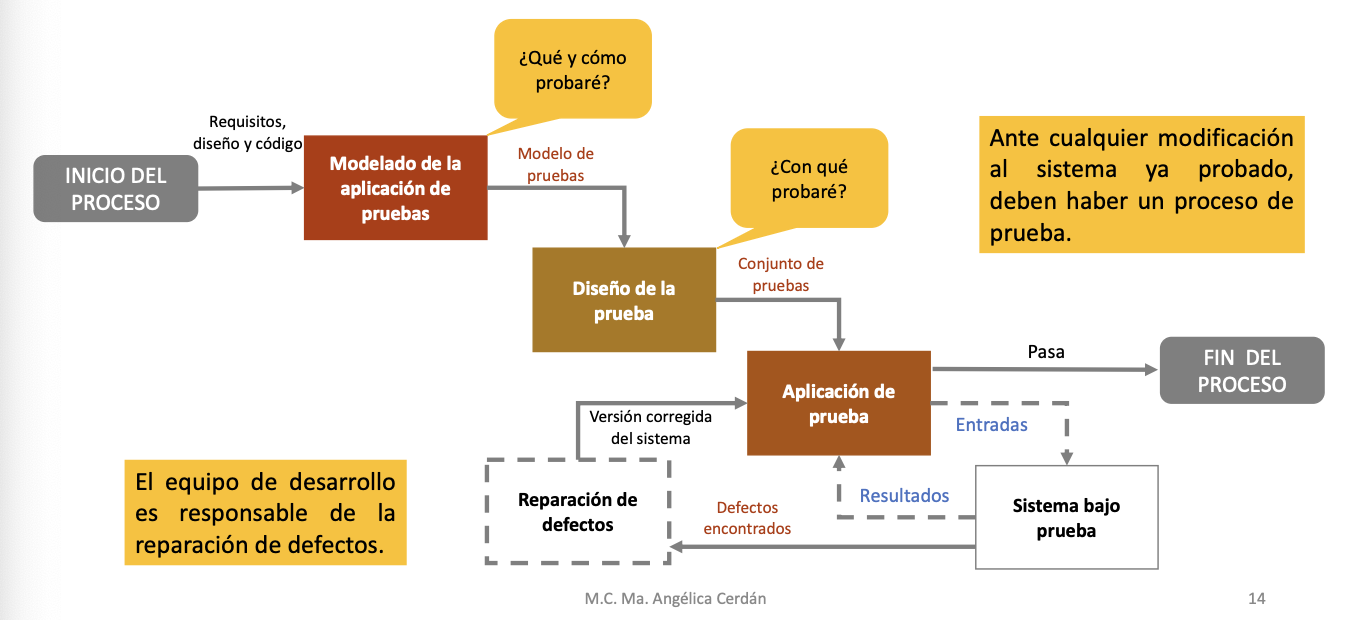 ¿Qué y cómo
probaré?
Requisitos,
diseño y código
INICIO DEL
PROCESO
Modelado de la
aplicación de
pruebas
Modelo de
pruebas
¿Con qué
probaré?
Ante cualquier modificación
al sistema ya probado,
deben haber un proceso de
prueba.
Diseño de la
prueba
Conjunto de
pruebas
Aplicación de
prueba
Pasa
FIN DEL
PROCESO
Versión corregida
del sistema
Entradas
Resultados
El equipo de desarrollo
es responsable de la
reparación de defectos.
Reparación de
defectos
Defectos
encontrados
Sistema bajo
prueba
M.C. Ma. Angélica Cerdán
14